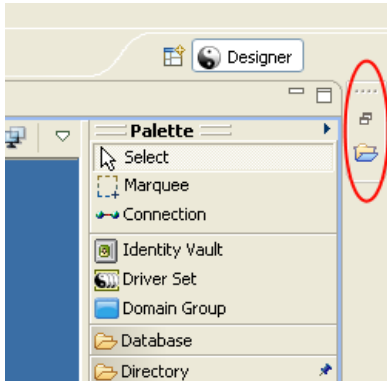 Designer
Palette
Select
Marquee
Connection
Identity Vault
Driver Set
Domain Group
Database
Directory